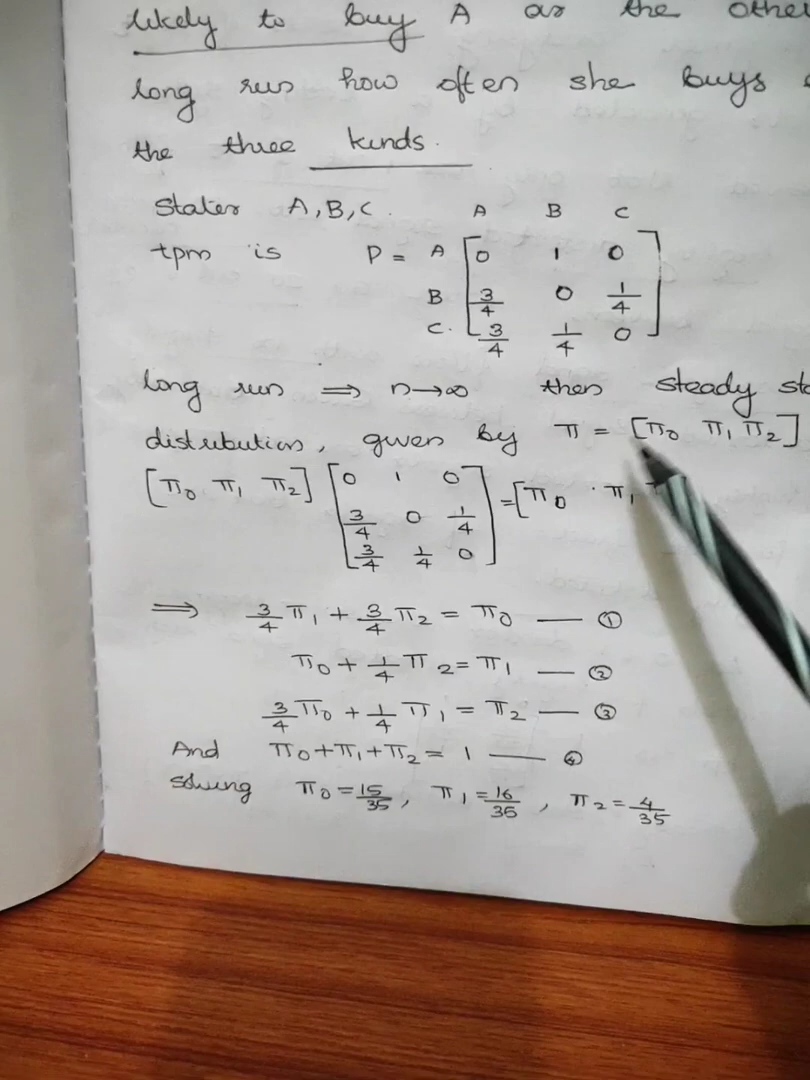 likely to buy A as the othe
long run how often she buys
the three kinds.
States A, B, C. A B C
tpm is P = A [ 0 1 0 ]
B [ 3/4 0 1/4 ]
C. [ 3/4 1/4 0 ]
long run ⟹ n→∞ then steady sta
distribution, given by π = [π0 π1 π2]
[π0 π1 π2] [ 0 1 0 ; 3/4 0 1/4 ; 3/4 1/4 0 ] = [π0 π1
⟹ 3/4 π1 + 3/4 π2 = π0 — ①
π0 + 1/4 π2 = π1 — ②
3/4 π0 + 1/4 π1 = π2 — ③
And π0 + π1 + π2 = 1 — ④
Solving π0 = 15/35, π1 = 16/35, π2 = 4/35